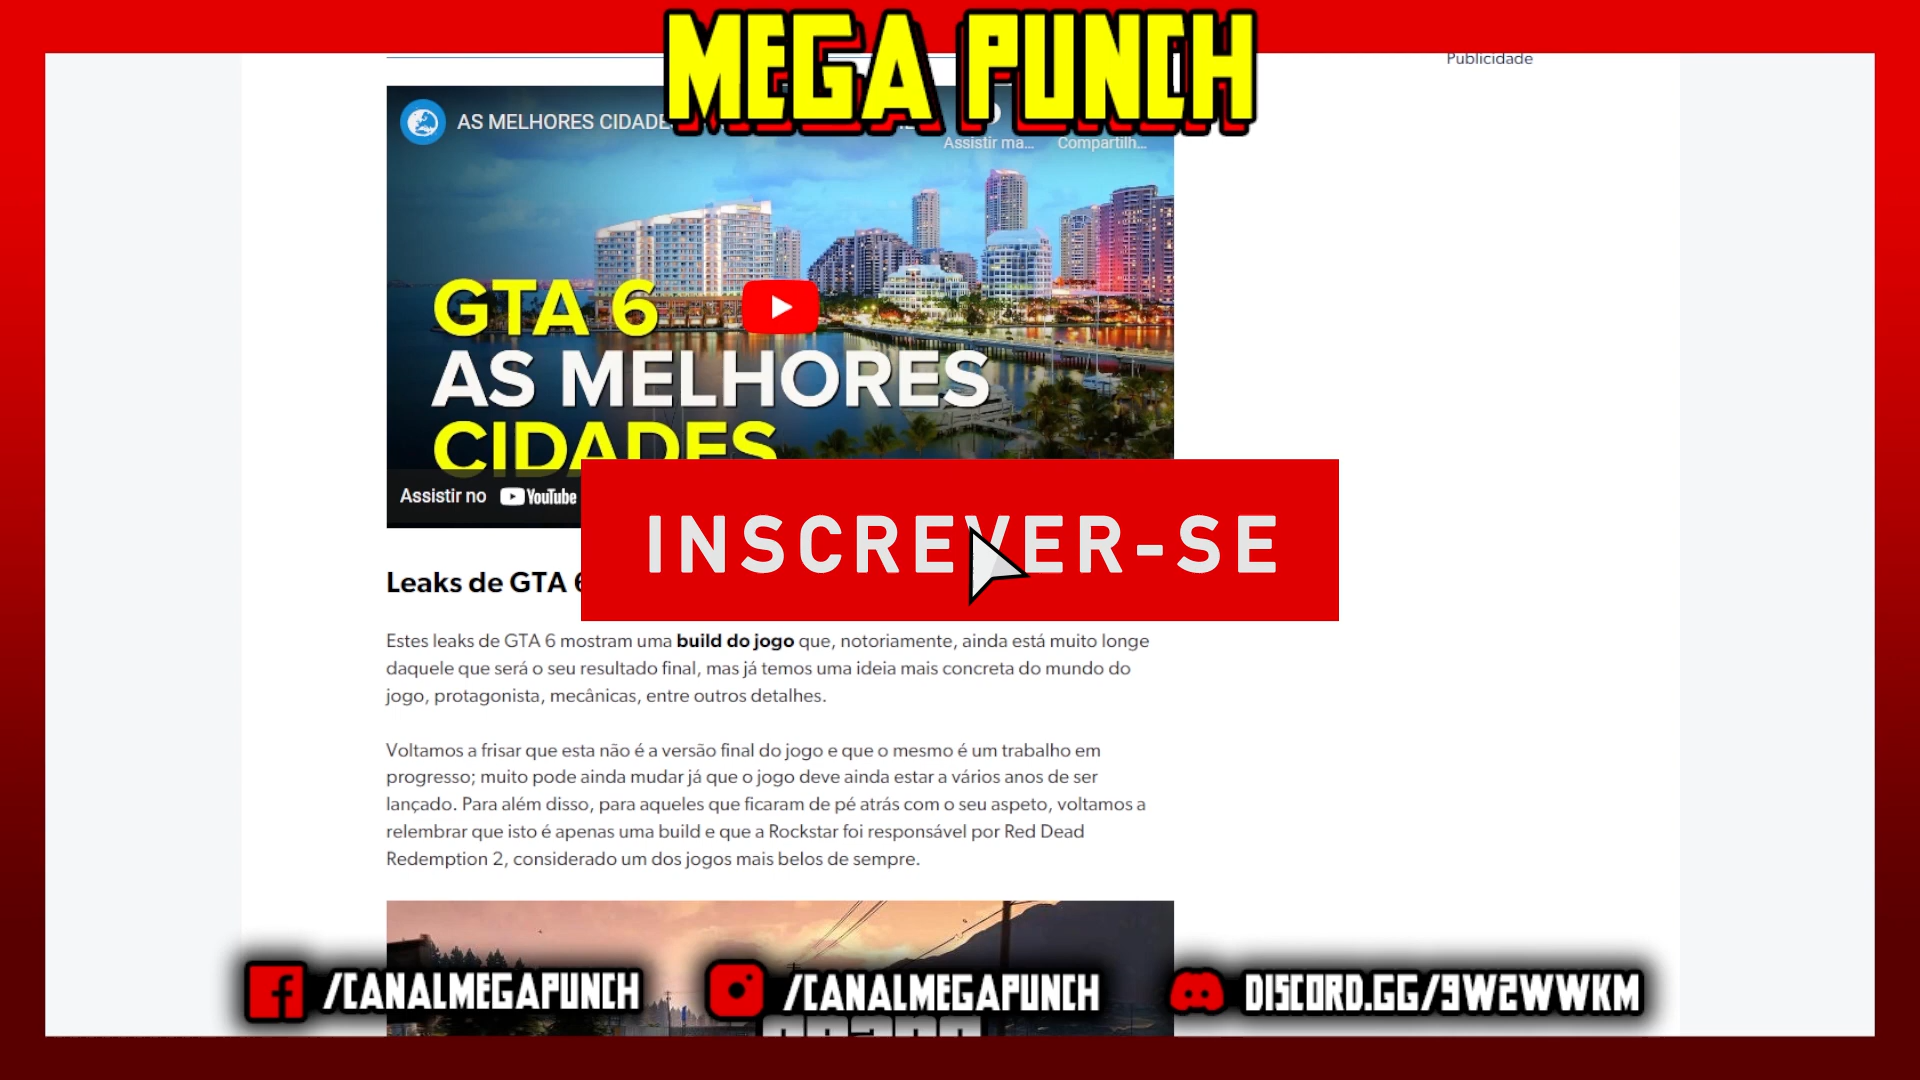 MEGA PUNCH
Publicidade
AS MELHORES CIDADE
Assistir ma... Compartilh...
GTA 6
AS MELHORES
CIDADES
Assistir no YouTube
INSCREVER-SE
Leaks de GTA 6
Estes leaks de GTA 6 mostram uma build do jogo que, notoriamente, ainda está muito longe
daquele que será o seu resultado final, mas já temos uma ideia mais concreta do mundo do
jogo, protagonista, mecânicas, entre outros detalhes.
Voltamos a frisar que esta não é a versão final do jogo e que o mesmo é um trabalho em
progresso; muito pode ainda mudar já que o jogo deve ainda estar a vários anos de ser
lançado. Para além disso, para aqueles que ficaram de pé atrás com o seu aspeto, voltamos a
relembrar que isto é apenas uma build e que a Rockstar foi responsável por Red Dead
Redemption 2, considerado um dos jogos mais belos de sempre.
/CANALMEGAPUNCH /CANALMEGAPUNCH DISCORD.GG/9W2WWKM